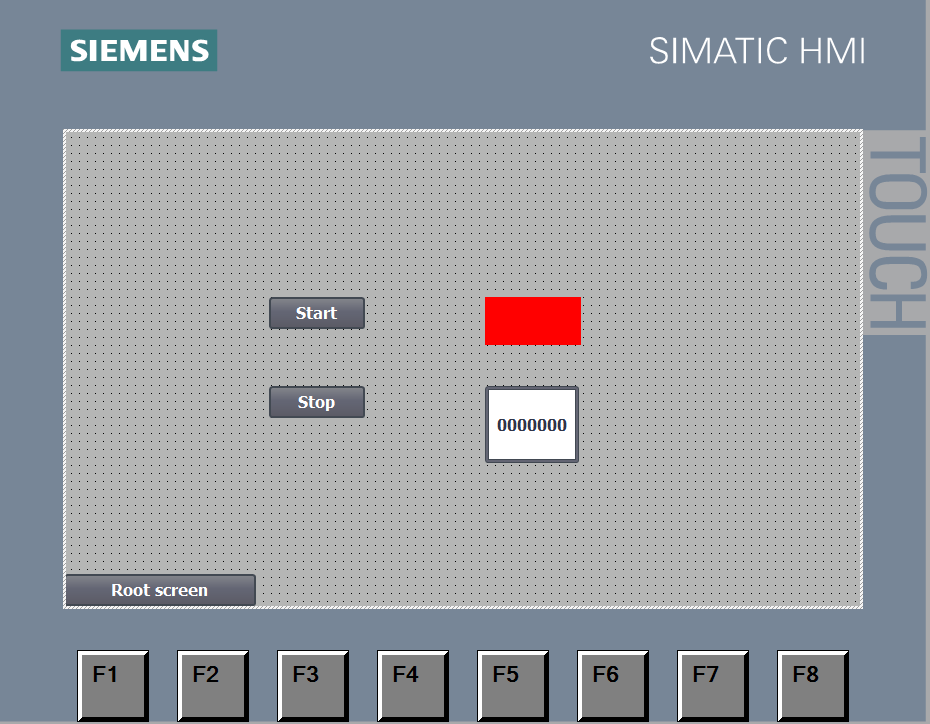 SIEMENS
SIMATIC HMI
TOUCH
Start
Stop
0000000
Root screen
F1
F2
F3
F4
F5
F6
F7
F8